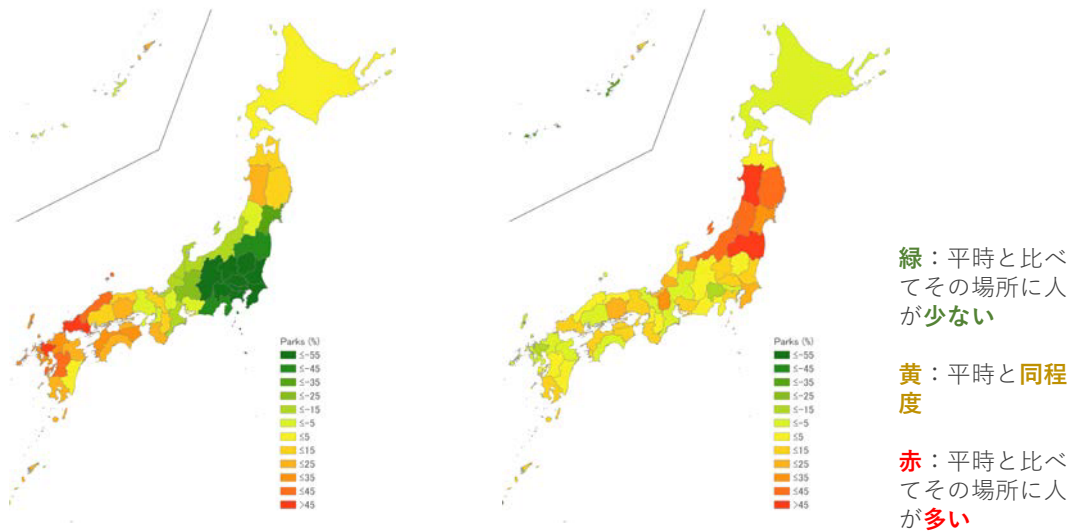 Parks (%)
≤-55
≤-45
≤-35
≤-25
≤-15
≤-5
≤5
≤15
≤25
≤35
≤45
>45
Parks (%)
≤-55
≤-45
≤-35
≤-25
≤-15
≤-5
≤5
≤15
≤25
≤35
≤45
>45
緑：平時と比べ
てその場所に人
が少ない
黄：平時と同程
度
赤：平時と比べ
てその場所に人
が多い